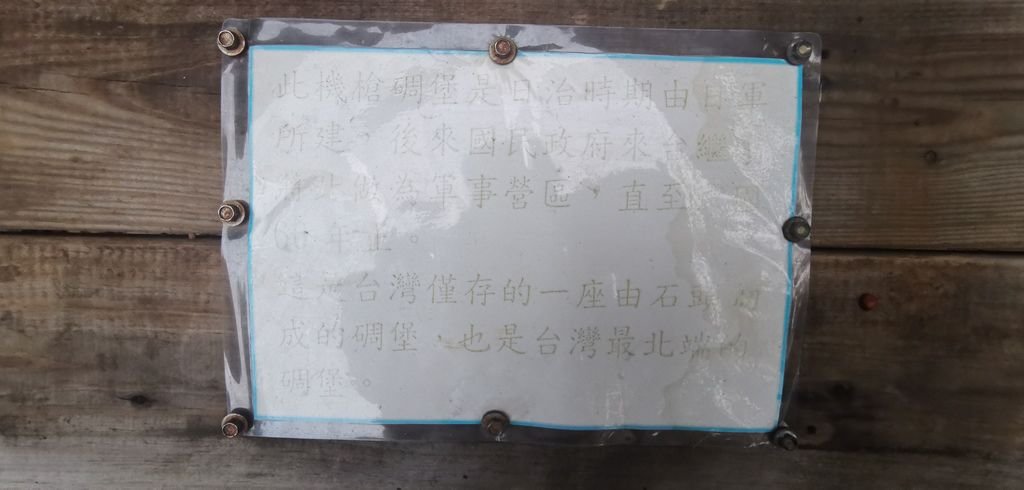 此機槍碉堡是日治時期由日軍
所建，後來國民政府來台繼
將此做為軍事營區，直至
年止。
這是台灣僅存的一座由石頭
成的碉堡，也是台灣最北端的
碉堡。